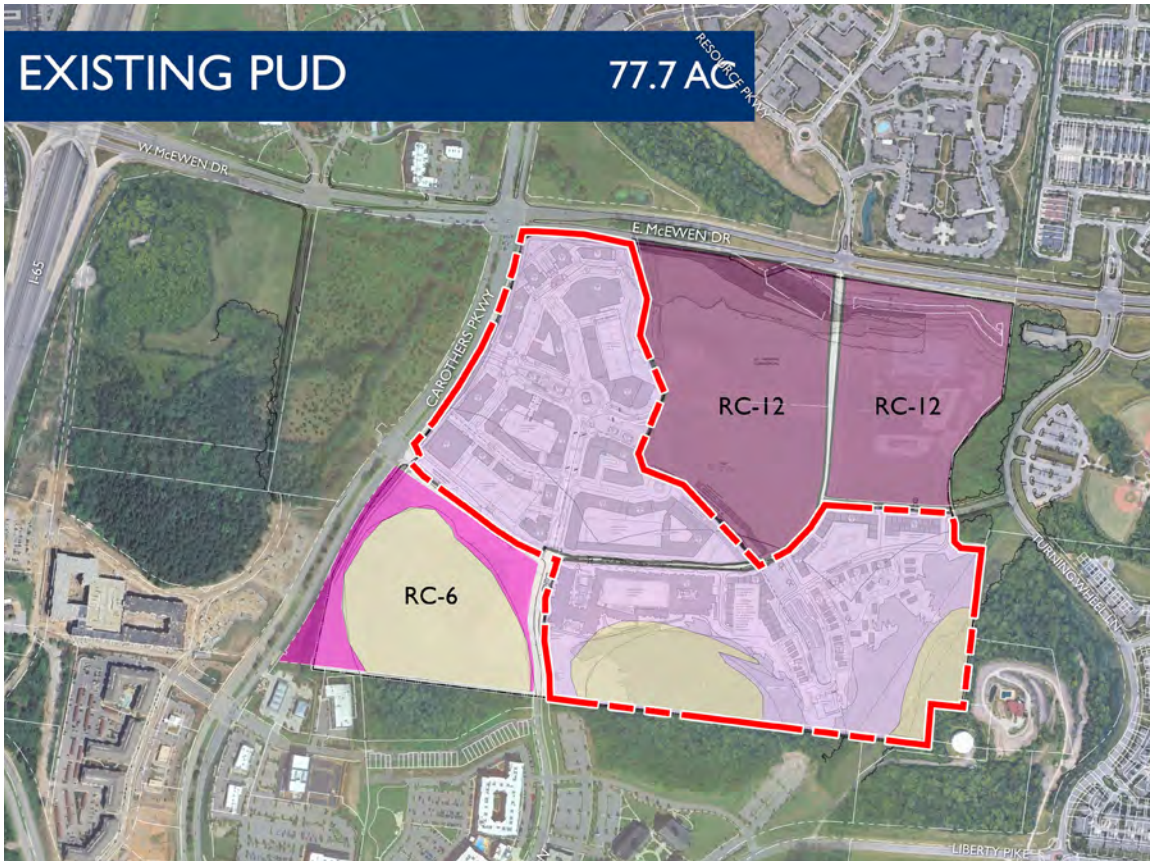 EXISTING PUD
77.7 AC
RESOURCE PKWY
W. McEWEN DR
I-65
E. McEWEN DR
CAROTHERS PKWY
RC-12
RC-12
RC-6
TURNING WHEEL LN
LIBERTY PIKE